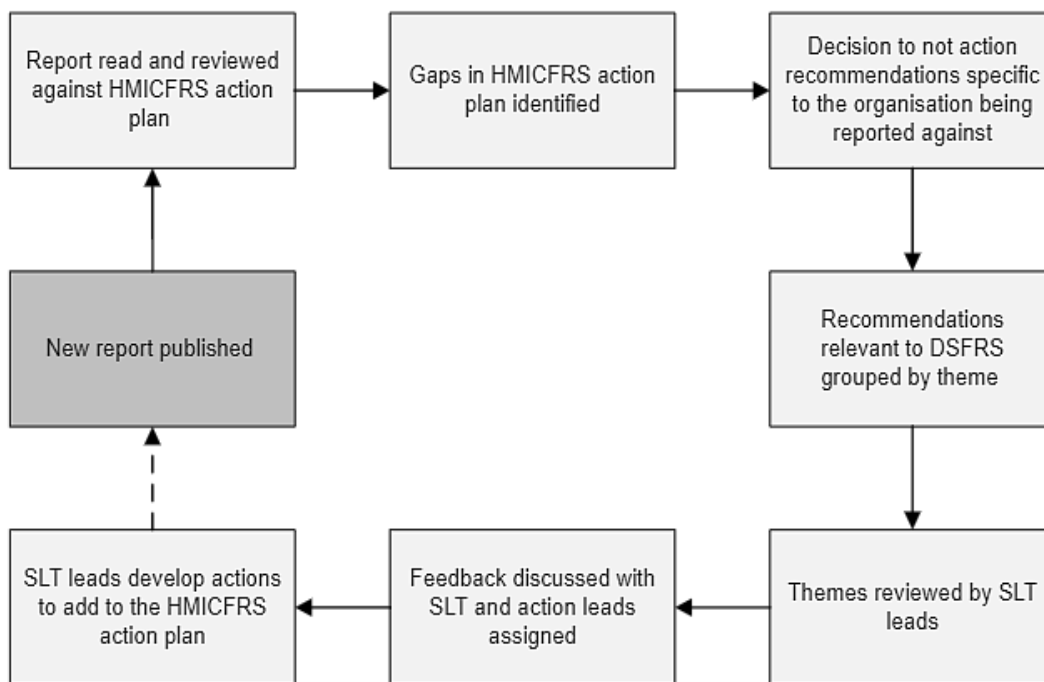 Report read and reviewed
against HMICFRS action
plan
Gaps in HMICFRS action
plan identified
Decision to not action
recommendations specific
to the organisation being
reported against
New report published
Recommendations
relevant to DSFRS
grouped by theme
SLT leads develop actions
to add to the HMICFRS
action plan
Feedback discussed with
SLT and action leads
assigned
Themes reviewed by SLT
leads